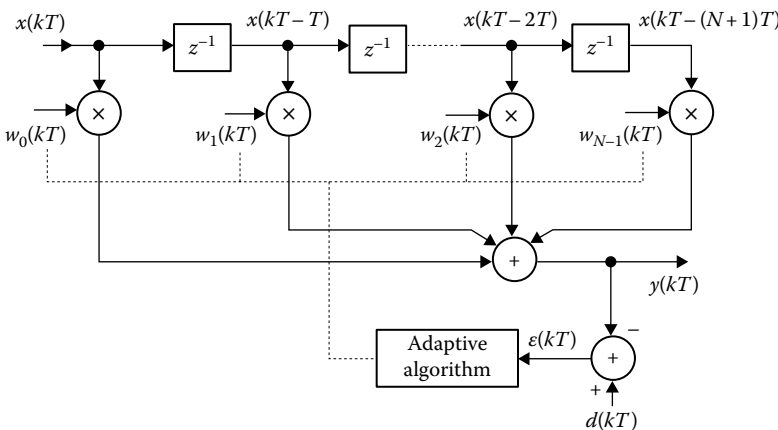 x(kT)
z⁻¹
x(kT − T)
z⁻¹
x(kT − 2T)
z⁻¹
x(kT − (N + 1)T)
×
×
×
×
w₀(kT)
w₁(kT)
w₂(kT)
w_{N−1}(kT)
+
y(kT)
−
Adaptive
algorithm
ε(kT)
+
+
d(kT)